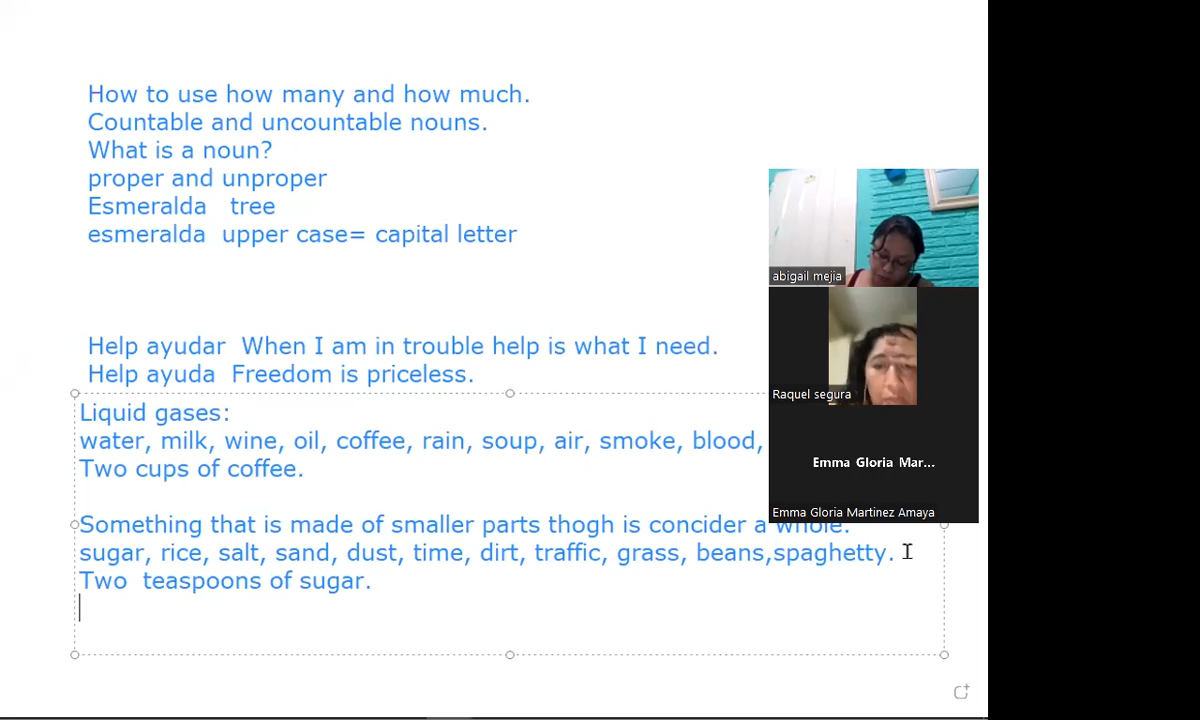 How to use how many and how much.
Countable and uncountable nouns.
What is a noun?
proper and unproper
Esmeralda tree
esmeralda upper case= capital letter
Help ayudar When I am in trouble help is what I need.
Help ayuda Freedom is priceless.
Liquid gases:
water, milk, wine, oil, coffee, rain, soup, air, smoke, blood,
Two cups of coffee.
Something that is made of smaller parts thogh is concider a whole.
sugar, rice, salt, sand, dust, time, dirt, traffic, grass, beans,spaghetty.
Two teaspoons of sugar.
abigail mejia
Raquel segura
Emma Gloria Mar...
Emma Gloria Martinez Amaya